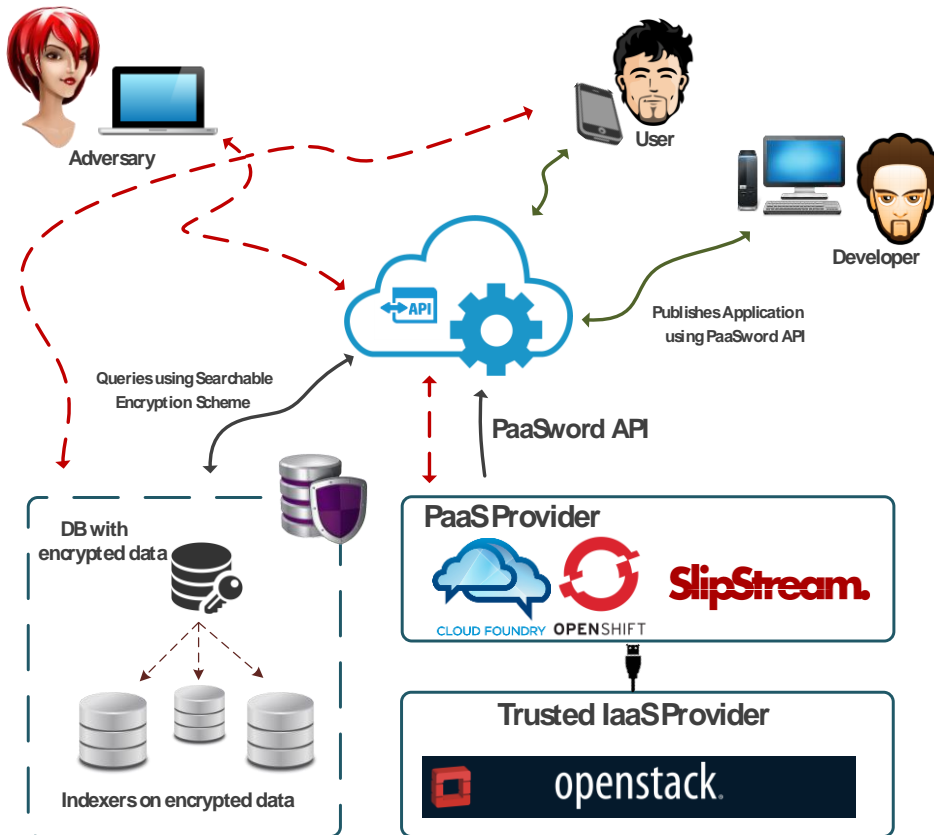 Adversary
User
Developer
API
Publishes Application
using PaaSword API
Queries using Searchable
Encryption Scheme
PaaSword API
DB with
encrypted data
PaaS Provider
CLOUD FOUNDRY
OPENSHIFT
SlipStream.
Trusted IaaS Provider
openstack.
Indexers on encrypted data